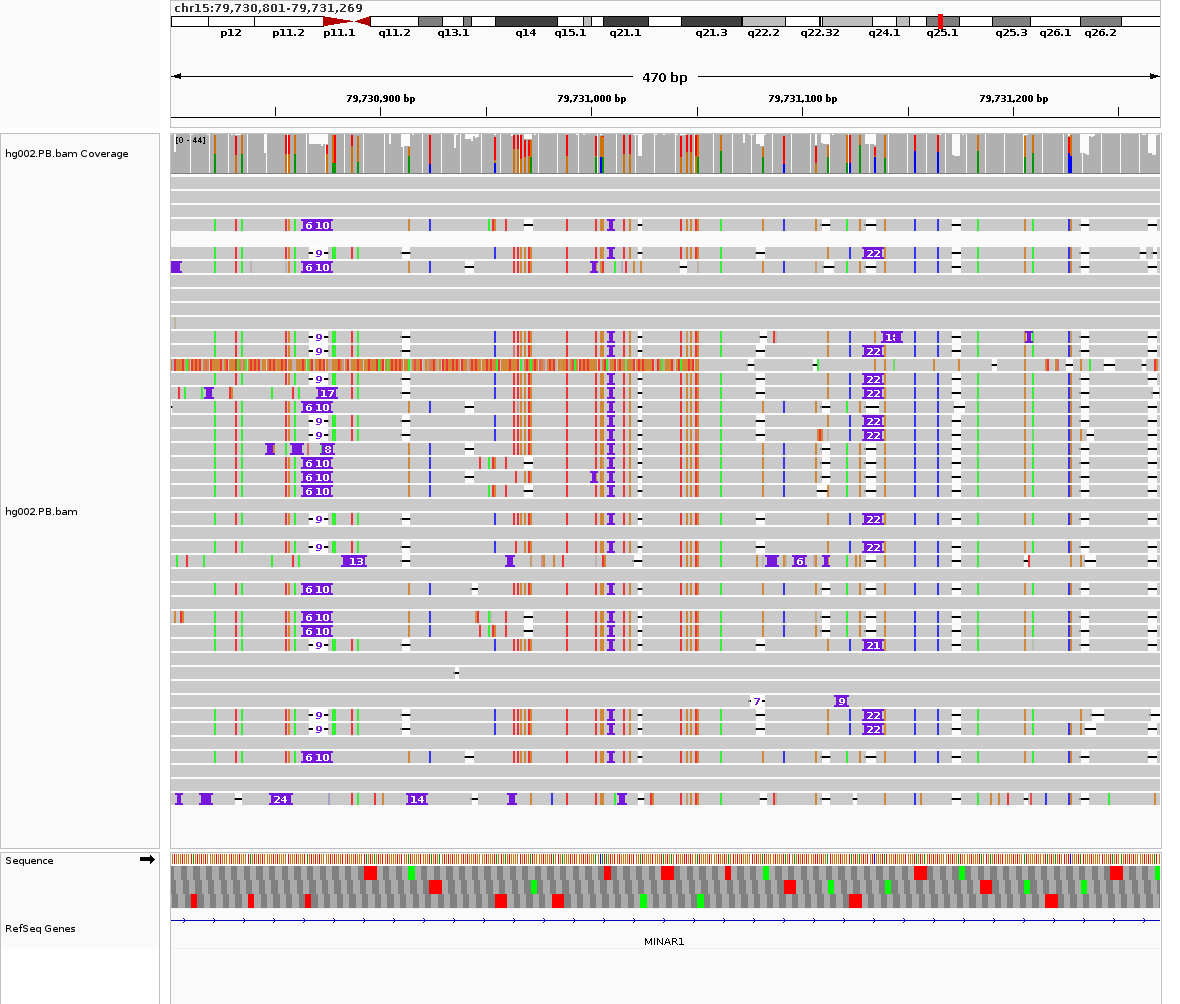 chr15:79,730,801-79,731,269
p12 p11.2 p11.1 q11.2 q13.1 q14 q15.1 q21.1 q21.3 q22.2 q22.32 q24.1 q25.1 q25.3 q26.1 q26.2
470 bp
79,730,900 bp 79,731,000 bp 79,731,100 bp 79,731,200 bp
hg002.PB.bam Coverage
[0 - 44]
6 10
9 22
6 10
9
9 22
9 22
17 22
6 10
9 22
9 22
8
6 10
6 10
6 10
hg002.PB.bam
9 22
9 22
13 6
6 10
6 10
6 10
9 21
7 9
9 22
9 22
6 10
24 14
Sequence
RefSeq Genes
MINAR1